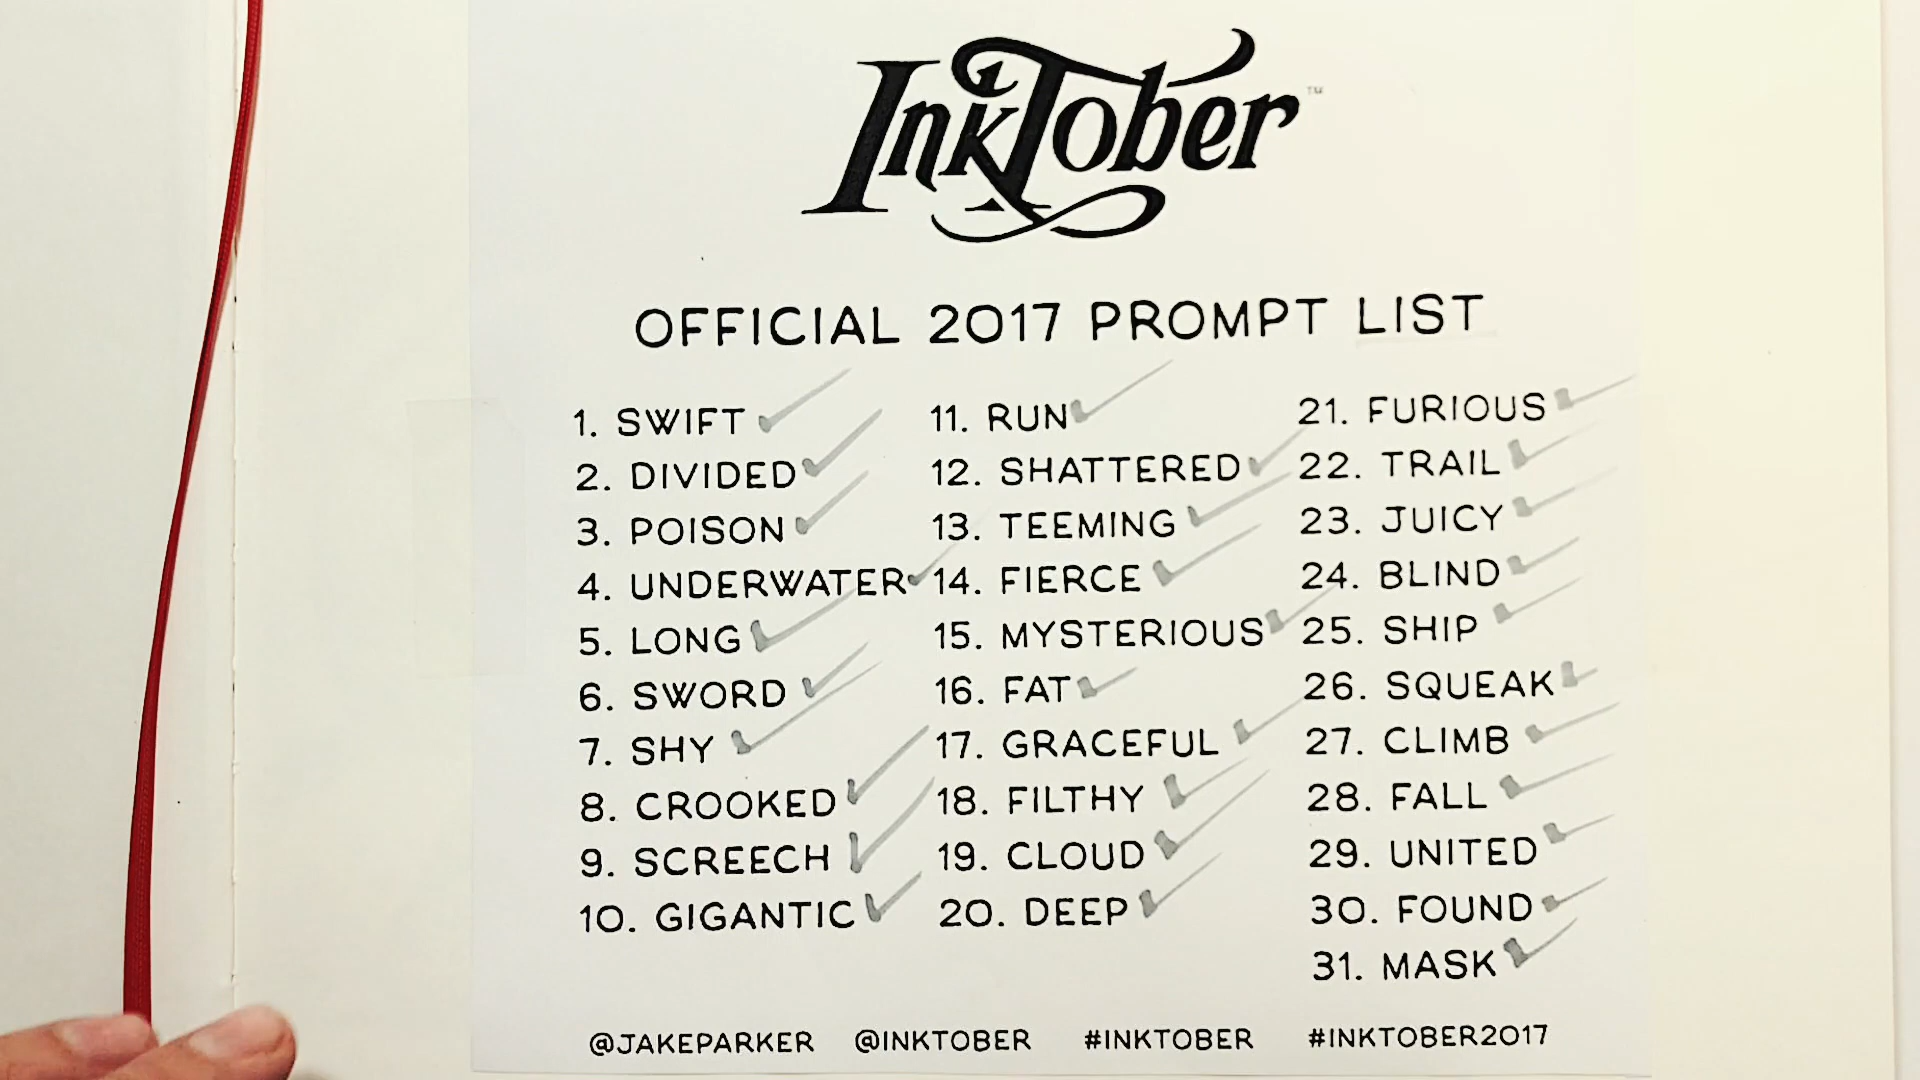 InkTober™
OFFICIAL 2017 PROMPT LIST
1. SWIFT
2. DIVIDED
3. POISON
4. UNDERWATER
5. LONG
6. SWORD
7. SHY
8. CROOKED
9. SCREECH
10. GIGANTIC
11. RUN
12. SHATTERED
13. TEEMING
14. FIERCE
15. MYSTERIOUS
16. FAT
17. GRACEFUL
18. FILTHY
19. CLOUD
20. DEEP
21. FURIOUS
22. TRAIL
23. JUICY
24. BLIND
25. SHIP
26. SQUEAK
27. CLIMB
28. FALL
29. UNITED
30. FOUND
31. MASK
@JAKEPARKER @INKTOBER #INKTOBER #INKTOBER2017